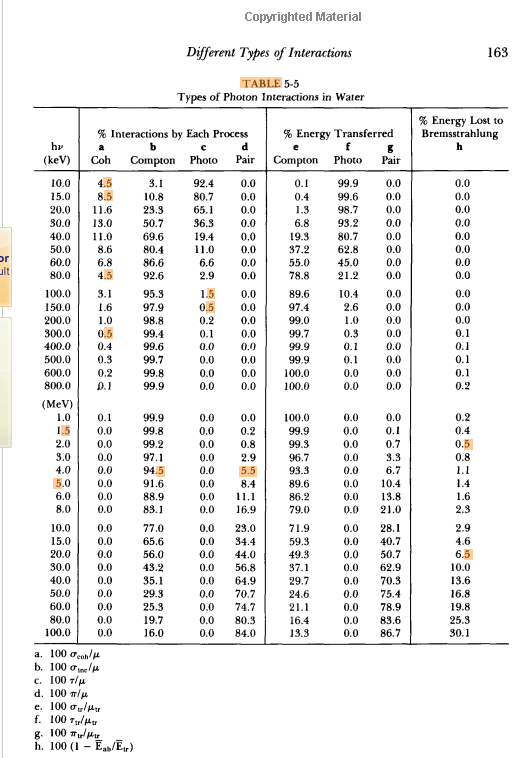 Copyrighted Material
Different Types of Interactions 163
TABLE 5-5
Types of Photon Interactions in Water
% Energy Lost to
% Interactions by Each Process % Energy Transferred Bremsstrahlung
hν a b c d e f g h
(keV) Coh Compton Photo Pair Compton Photo Pair
10.0 4.5 3.1 92.4 0.0 0.1 99.9 0.0 0.0
15.0 8.5 10.8 80.7 0.0 0.4 99.6 0.0 0.0
20.0 11.6 23.3 65.1 0.0 1.3 98.7 0.0 0.0
30.0 13.0 50.7 36.3 0.0 6.8 93.2 0.0 0.0
40.0 11.0 69.6 19.4 0.0 19.3 80.7 0.0 0.0
50.0 8.6 80.4 11.0 0.0 37.2 62.8 0.0 0.0
60.0 6.8 86.6 6.6 0.0 55.0 45.0 0.0 0.0
80.0 4.5 92.6 2.9 0.0 78.8 21.2 0.0 0.0
100.0 3.1 95.3 1.5 0.0 89.6 10.4 0.0 0.0
150.0 1.6 97.9 0.5 0.0 97.4 2.6 0.0 0.0
200.0 1.0 98.8 0.2 0.0 99.0 1.0 0.0 0.0
300.0 0.5 99.4 0.1 0.0 99.7 0.3 0.0 0.1
400.0 0.4 99.6 0.0 0.0 99.9 0.1 0.0 0.1
500.0 0.3 99.7 0.0 0.0 99.9 0.1 0.0 0.1
600.0 0.2 99.8 0.0 0.0 100.0 0.0 0.0 0.1
800.0 0.1 99.9 0.0 0.0 100.0 0.0 0.0 0.2
(MeV)
1.0 0.1 99.9 0.0 0.0 100.0 0.0 0.0 0.2
1.5 0.0 99.8 0.0 0.2 99.9 0.0 0.1 0.4
2.0 0.0 99.2 0.0 0.8 99.3 0.0 0.7 0.5
3.0 0.0 97.1 0.0 2.9 96.7 0.0 3.3 0.8
4.0 0.0 94.5 0.0 5.5 93.3 0.0 6.7 1.1
5.0 0.0 91.6 0.0 8.4 89.6 0.0 10.4 1.4
6.0 0.0 88.9 0.0 11.1 86.2 0.0 13.8 1.6
8.0 0.0 83.1 0.0 16.9 79.0 0.0 21.0 2.3
10.0 0.0 77.0 0.0 23.0 71.9 0.0 28.1 2.9
15.0 0.0 65.6 0.0 34.4 59.3 0.0 40.7 4.6
20.0 0.0 56.0 0.0 44.0 49.3 0.0 50.7 6.5
30.0 0.0 43.2 0.0 56.8 37.1 0.0 62.9 10.0
40.0 0.0 35.1 0.0 64.9 29.7 0.0 70.3 13.6
50.0 0.0 29.3 0.0 70.7 24.6 0.0 75.4 16.8
60.0 0.0 25.3 0.0 74.7 21.1 0.0 78.9 19.8
80.0 0.0 19.7 0.0 80.3 16.4 0.0 83.6 25.3
100.0 0.0 16.0 0.0 84.0 13.3 0.0 86.7 30.1
a. 100 σcoh/μ
b. 100 σinc/μ
c. 100 τ/μ
d. 100 π/μ
e. 100 σtr/μtr
f. 100 τtr/μtr
g. 100 πtr/μtr
h. 100 (1 − E̅ab/E̅tr)
or
ult